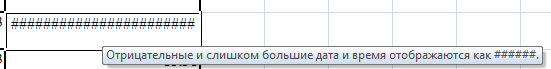 ######################
Отрицательные и слишком большие дата и время отображаются как ######.